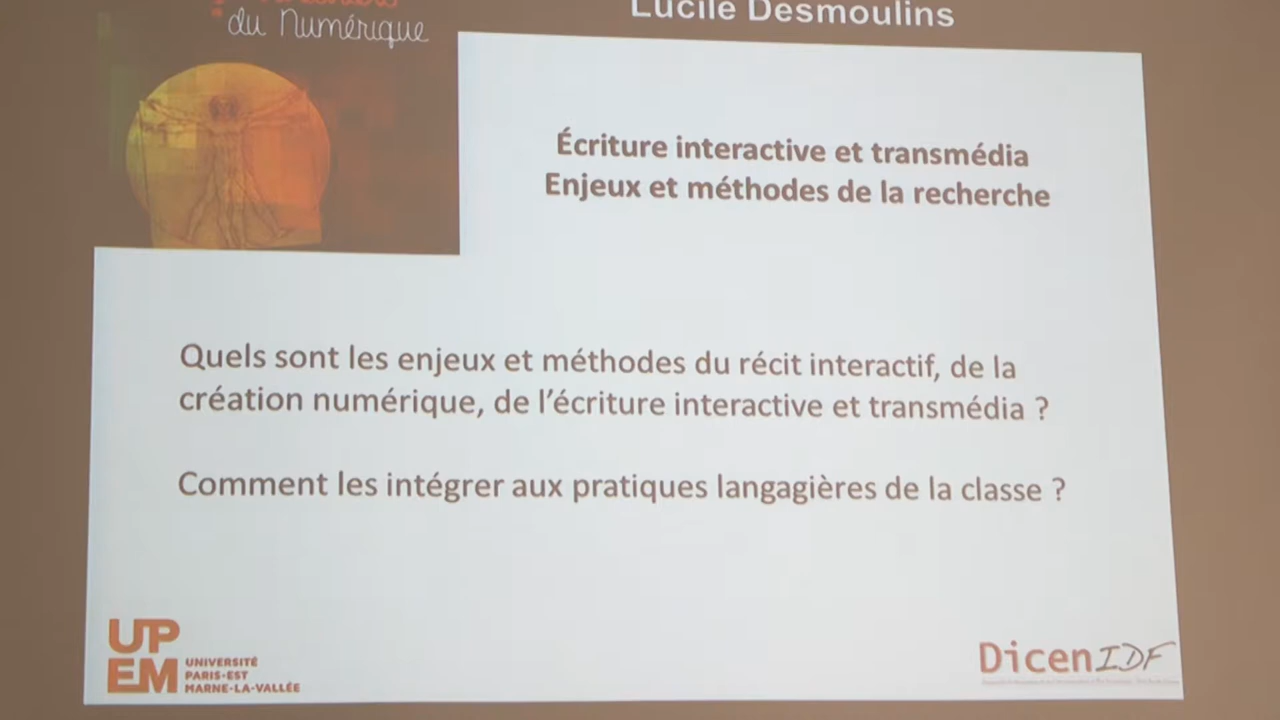 Lucile Desmoulins
du Numérique
Écriture interactive et transmédia
Enjeux et méthodes de la recherche
Quels sont les enjeux et méthodes du récit interactif, de la
création numérique, de l’écriture interactive et transmédia ?
Comment les intégrer aux pratiques langagières de la classe ?
UP
EM
UNIVERSITÉ
PARIS-EST
MARNE-LA-VALLÉE
Dicen IDF